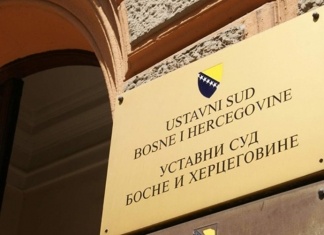 USTAVNI SUD
BOSNE I HERCEGOVINE
УСТАВНИ СУД
БОСНЕ И ХЕРЦЕГОВИНЕ